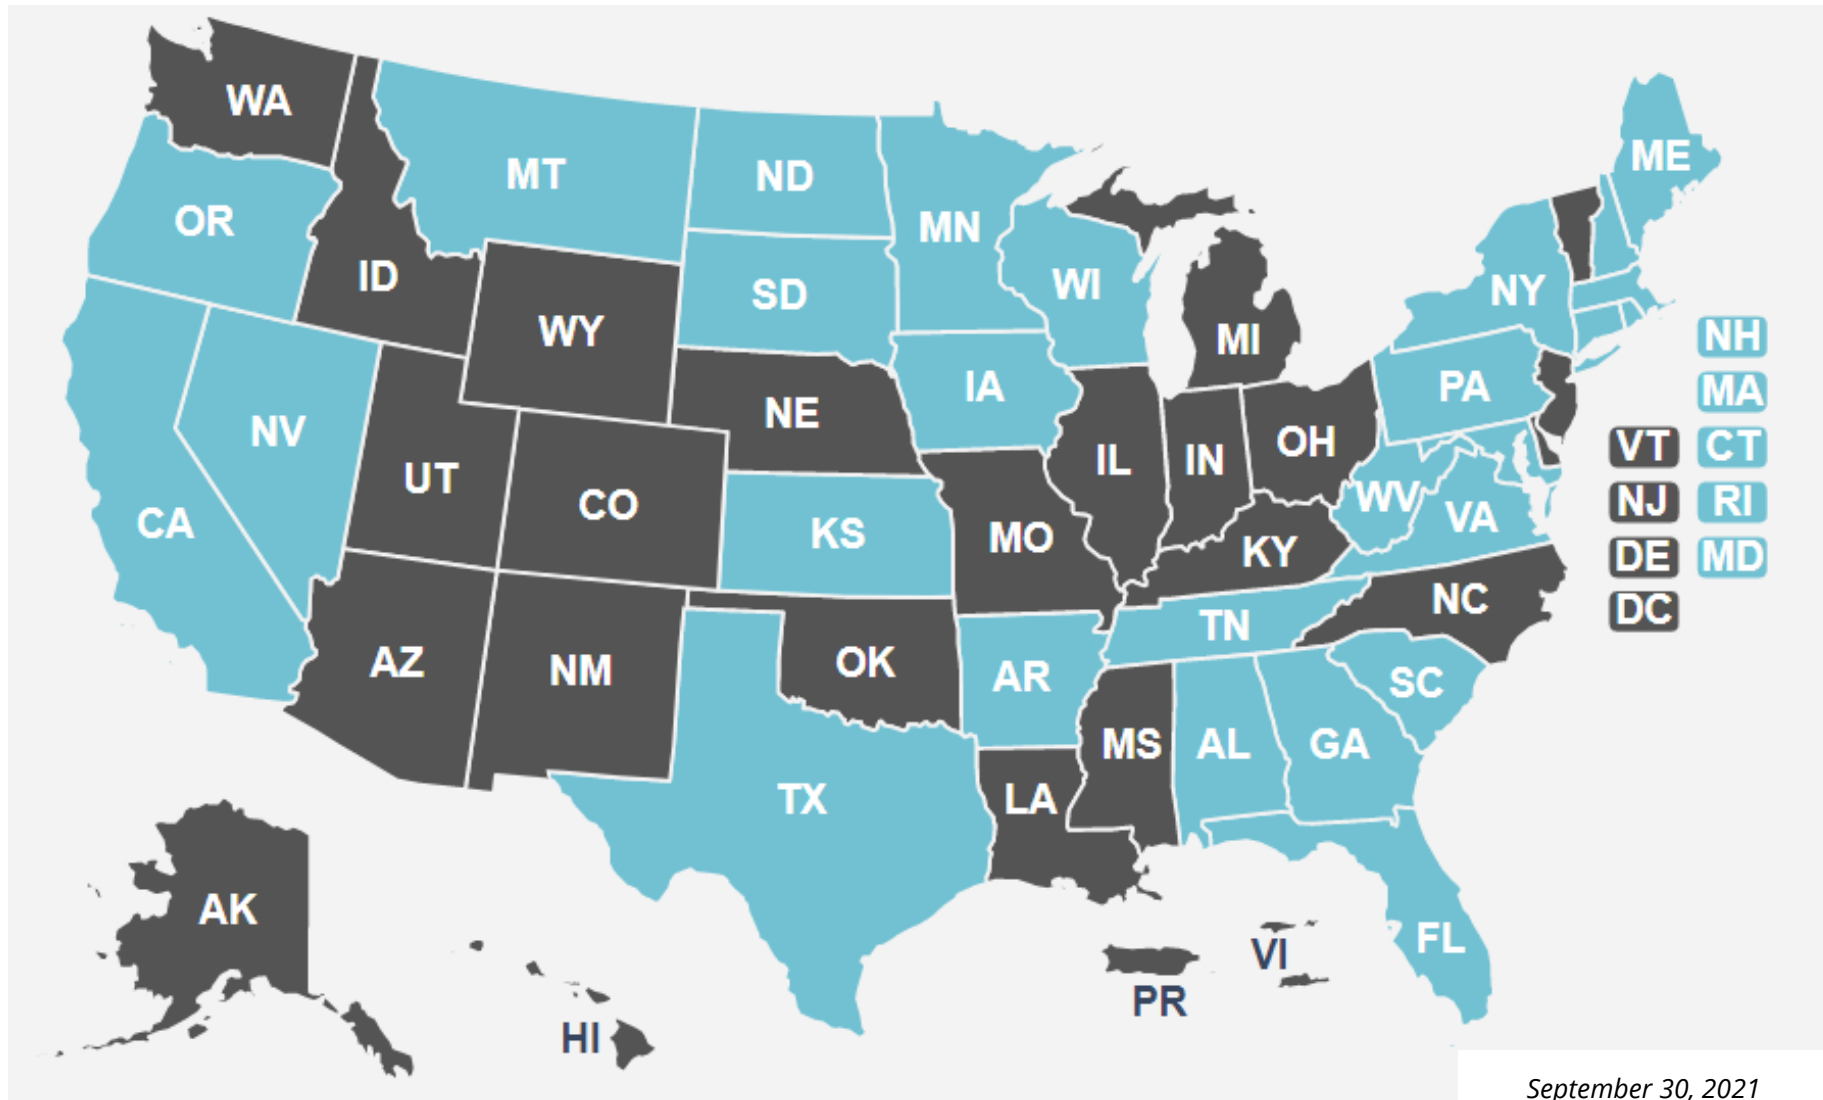 WA
ME
MT
ND
OR
MN
ID
SD
WI
NY
WY
MI
NH
IA
PA
MA
NE
NV
OH
VT
CT
UT
IL
IN
CO
WV
NJ
RI
CA
KS
MO
VA
KY
DE
MD
NC
DC
TN
AZ
NM
OK
AR
SC
MS
AL
GA
TX
LA
AK
FL
VI
PR
HI
September 30, 2021